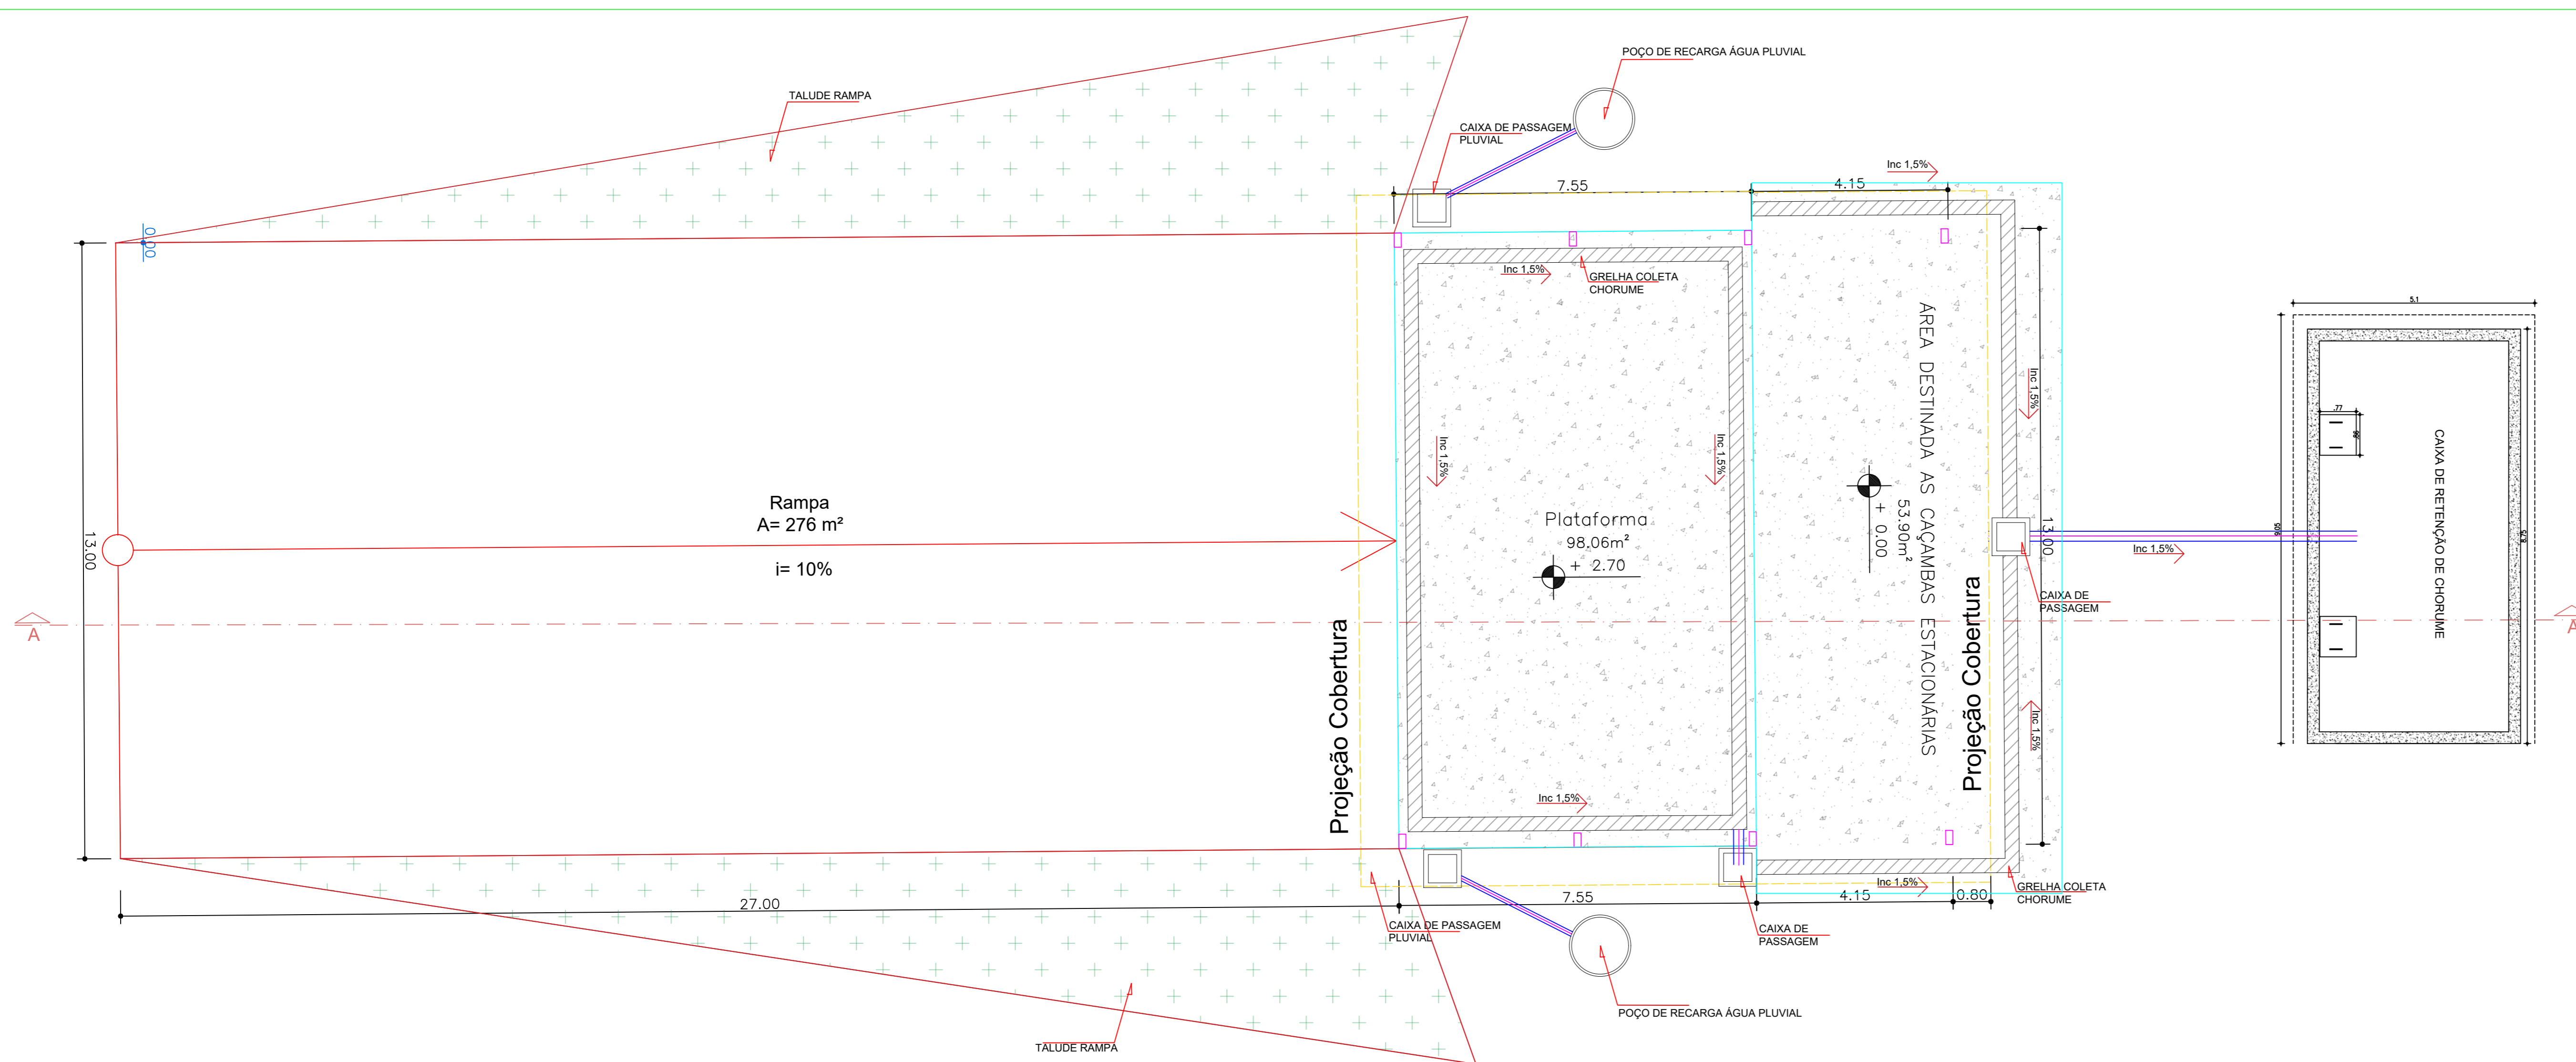 POÇO DE RECARGA ÁGUA PLUVIAL
TALUDE RAMPA
CAIXA DE PASSAGEM
PLUVIAL
Inc 1,5%
7.55
4.15
0.00
Inc 1,5%
GRELHA COLETA
CHORUME
5.1
Inc 1,5%
.77
Inc 1,5%
Inc 1,5%
ÁREA DESTINADA AS CAÇAMBAS ESTACIONÁRIAS
53.90m²
+ 0.00
CAIXA DE RETENÇÃO DE CHORUME
Rampa
A= 276 m²
i= 10%
13.00
Plataforma
98.06m²
+ 2.70
13.00
Inc 1,5%
CAIXA DE
PASSAGEM
A
A
Projeção Cobertura
Projeção Cobertura
Inc 1,5%
Inc 1,5%
Inc 1,5%
GRELHA COLETA
CHORUME
27.00
7.55
4.15
0.80
CAIXA DE PASSAGEM
PLUVIAL
CAIXA DE
PASSAGEM
POÇO DE RECARGA ÁGUA PLUVIAL
TALUDE RAMPA